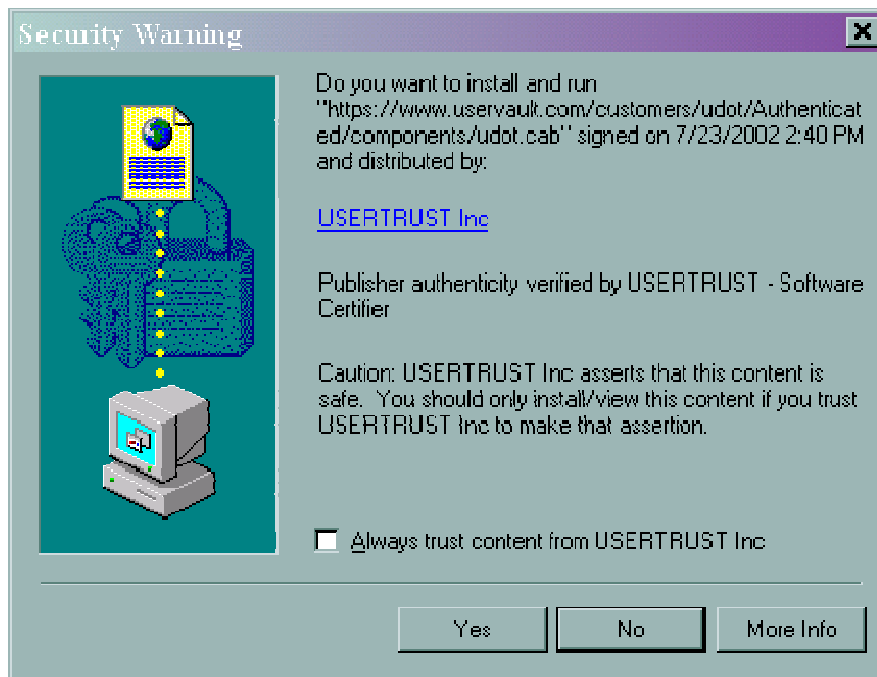 Security Warning
Do you want to install and run
"https://www.uservault.com/customers/udot/Authenticat
ed/components/udot.cab" signed on 7/23/2002 2:40 PM
and distributed by:
USERTRUST Inc
Publisher authenticity verified by USERTRUST - Software
Certifier
Caution: USERTRUST Inc asserts that this content is
safe. You should only install/view this content if you trust
USERTRUST Inc to make that assertion.
Always trust content from USERTRUST Inc
Yes No More Info